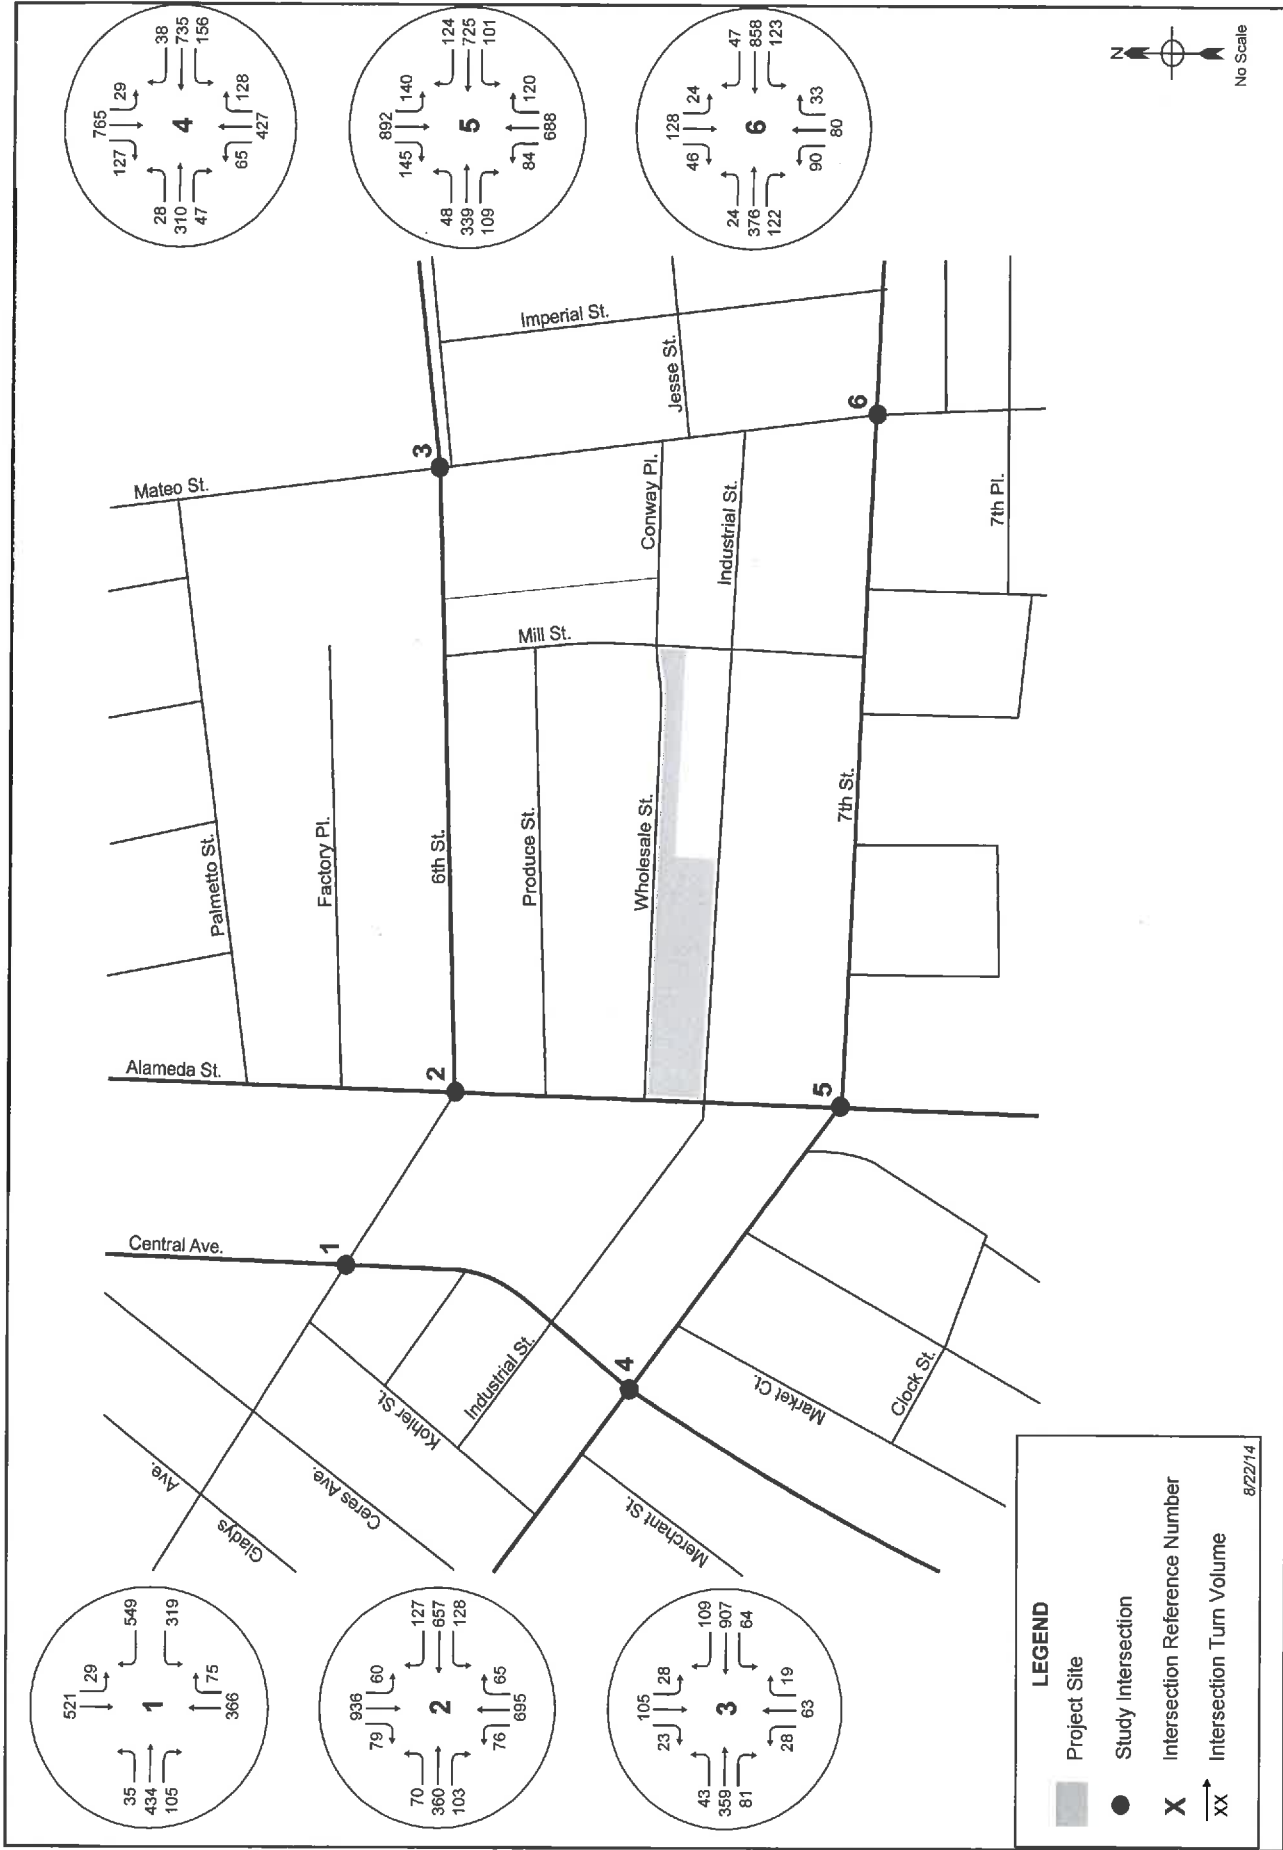 127
765
29
28
310
47
4
38
735
156
65
427
128
145
892
140
48
339
109
5
124
725
101
84
688
120
46
128
24
24
376
122
6
47
858
123
90
80
33
N
No Scale
Mateo St.
3
Imperial St.
Jesse St.
Conway Pl.
Industrial St.
6
7th Pl.
Mill St.
Palmetto St.
Factory Pl.
6th St.
Produce St.
Wholesale St.
7th St.
Alameda St.
2
5
Central Ave.
1
Industrial St.
4
Kohler St.
Market Ct.
Clock St.
Gladys
Ave.
Ceres Ave.
Merchant St.
521
29
35
434
105
1
549
319
366
75
79
936
60
70
360
103
2
127
657
128
76
695
65
23
105
28
43
359
81
3
109
907
64
28
63
19
LEGEND
Project Site
Study Intersection
X Intersection Reference Number
XX Intersection Turn Volume
8/22/14